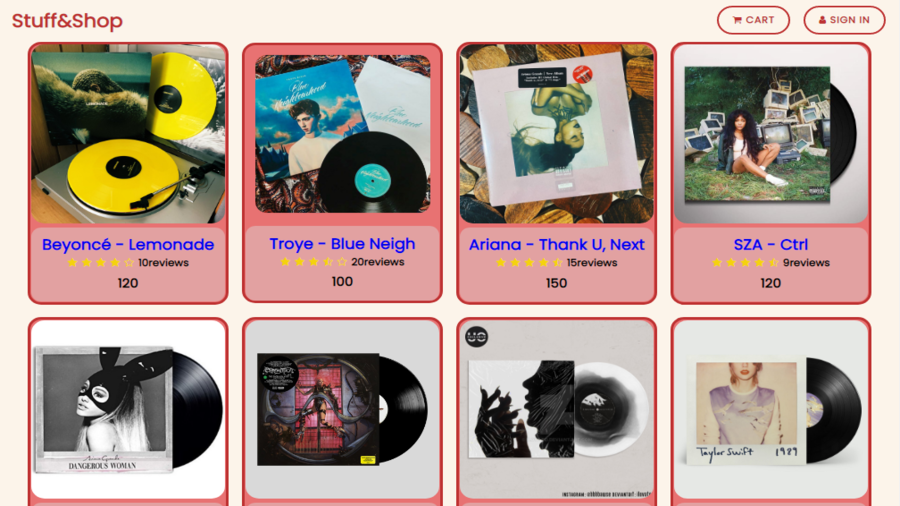 Stuff&Shop
CART
SIGN IN
Beyoncé - Lemonade
10reviews
120
Troye - Blue Neigh
20reviews
100
Ariana - Thank U, Next
15reviews
150
SZA - Ctrl
9reviews
120
DANGEROUS WOMAN
Taylor Swift 1989